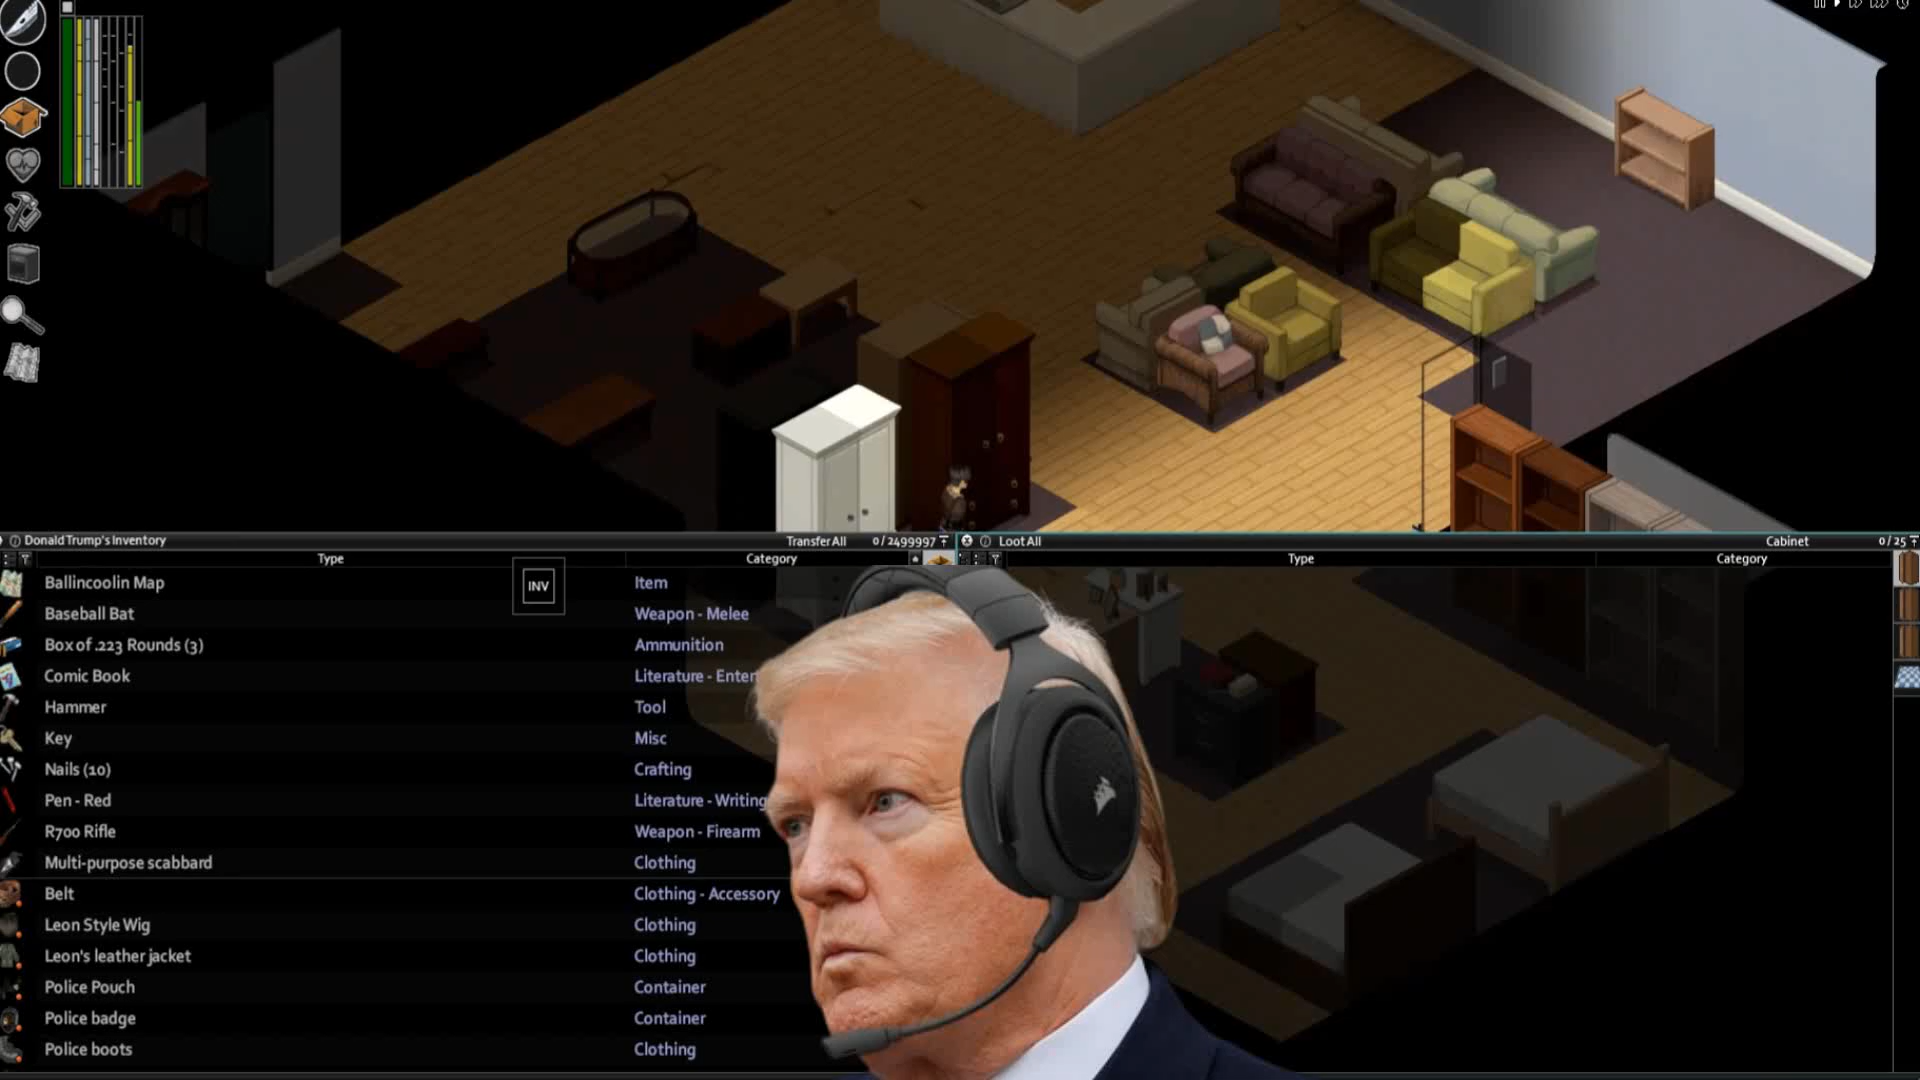 Donald Trump's Inventory Transfer All 0 / 2499997 Loot All Cabinet 0 / 25
Type Category Type Category
INV
Ballincoolin Map Item
Baseball Bat Weapon - Melee
Box of .223 Rounds (3) Ammunition
Comic Book Literature - Enter
Hammer Tool
Key Misc
Nails (10) Crafting
Pen - Red Literature - Writing
R700 Rifle Weapon - Firearm
Multi-purpose scabbard Clothing
Belt Clothing - Accessory
Leon Style Wig Clothing
Leon's leather jacket Clothing
Police Pouch Container
Police badge Container
Police boots Clothing